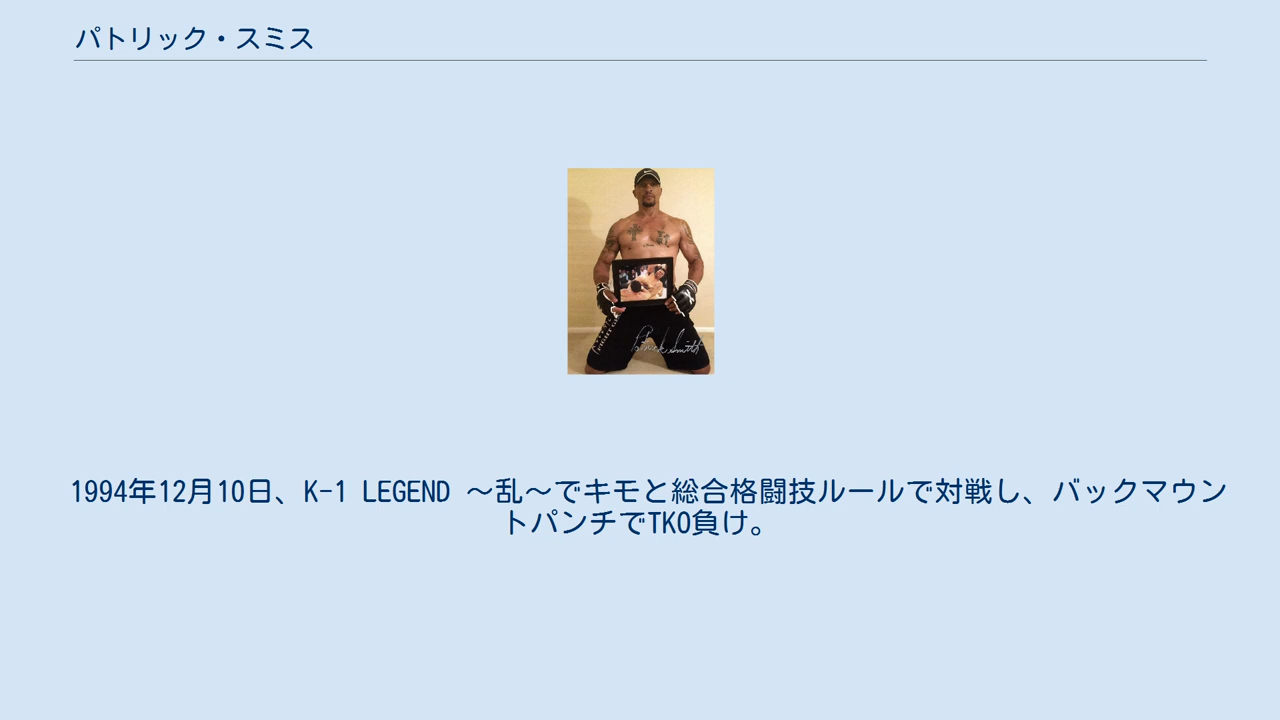 パトリック・スミス
Patrick Smith
1994年12月10日、K-1 LEGEND 〜乱〜でキモと総合格闘技ルールで対戦し、バックマウン
トパンチでTKO負け。